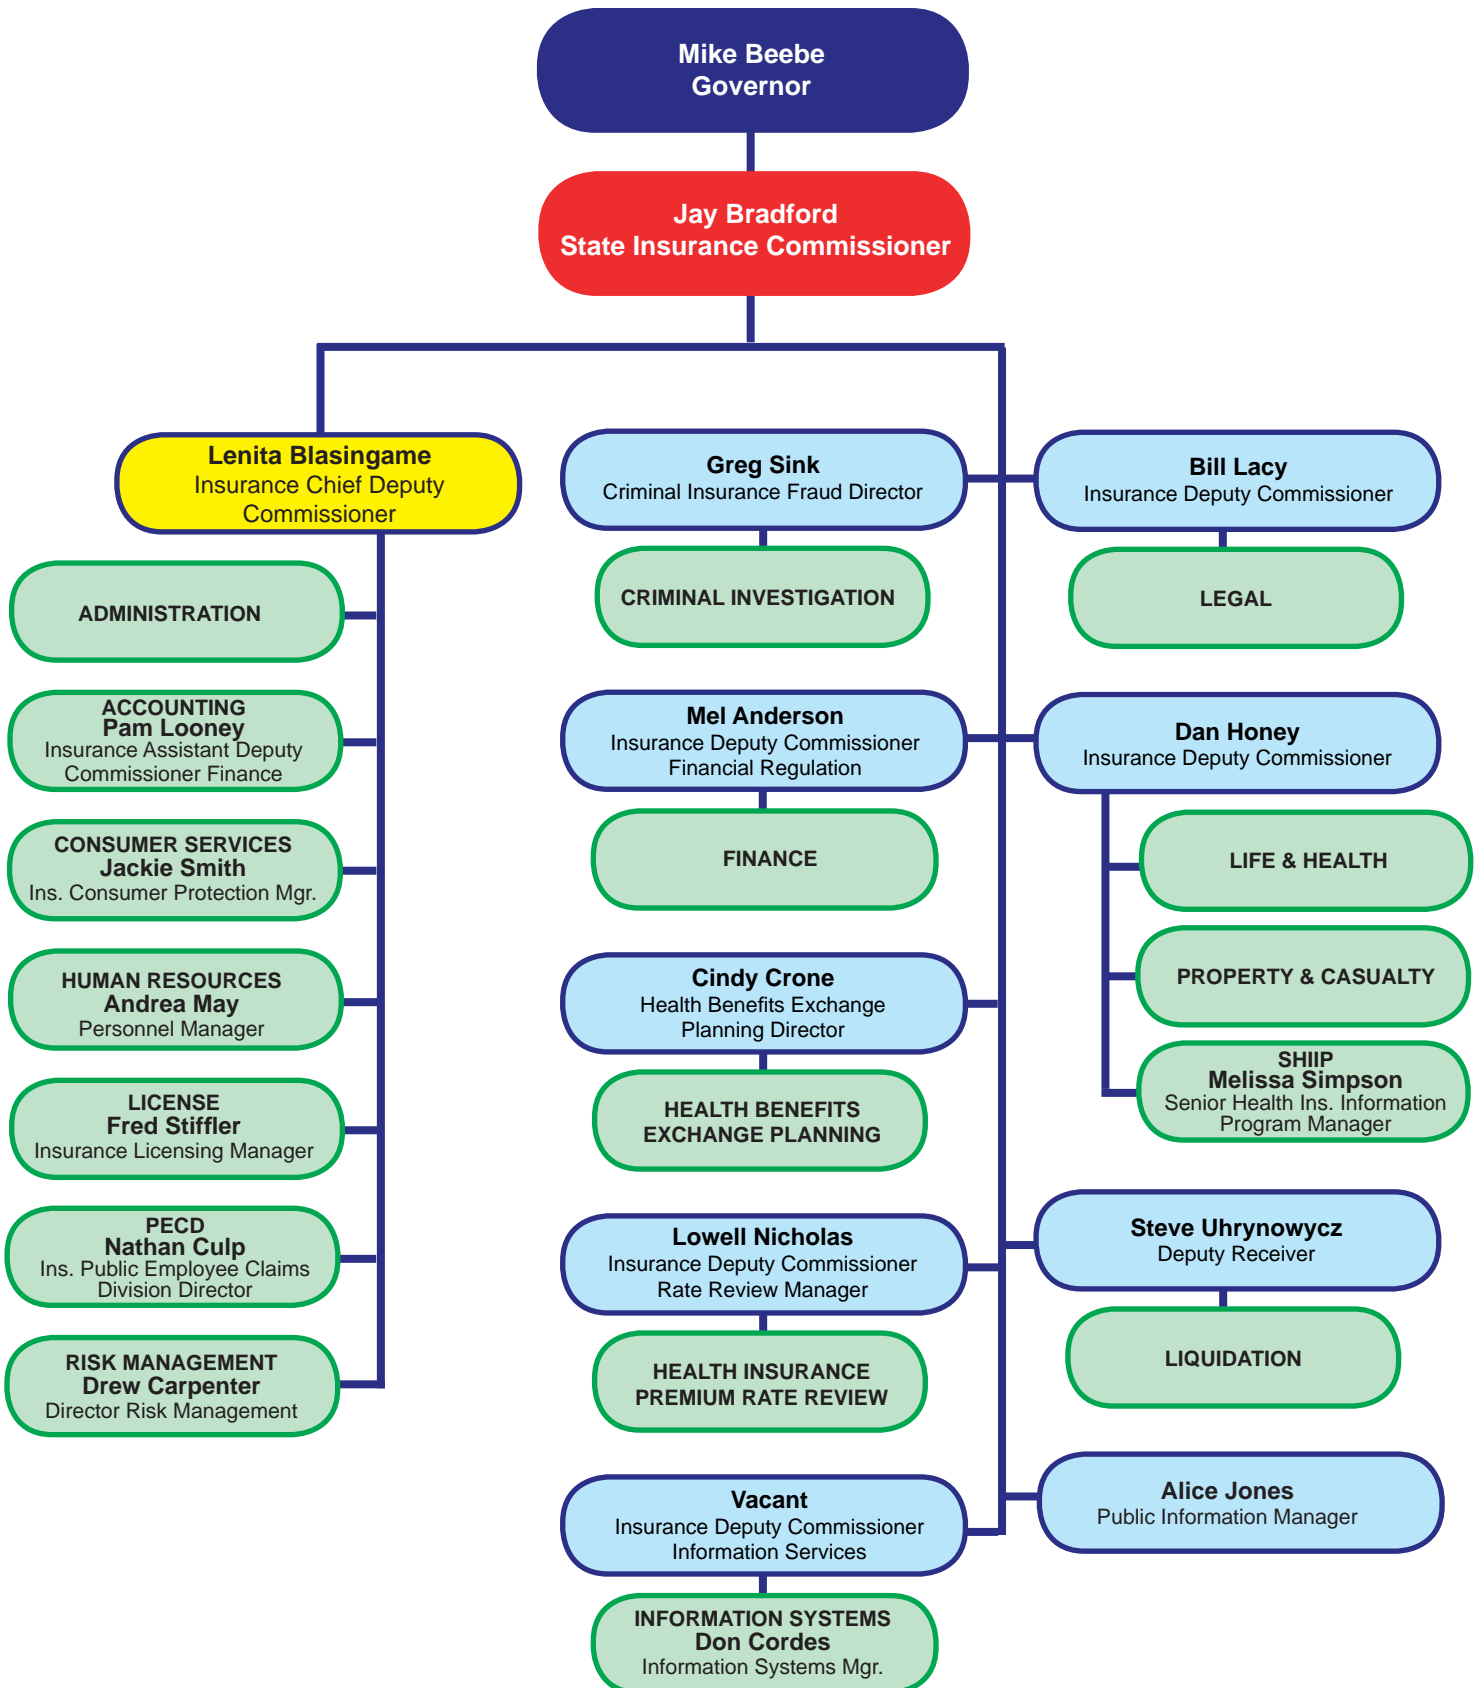 Mike Beebe
Governor
Jay Bradford
State Insurance Commissioner
Lenita Blasingame
Insurance Chief Deputy
Commissioner
ADMINISTRATION
ACCOUNTING
Pam Looney
Insurance Assistant Deputy
Commissioner Finance
CONSUMER SERVICES
Jackie Smith
Ins. Consumer Protection Mgr.
HUMAN RESOURCES
Andrea May
Personnel Manager
LICENSE
Fred Stiffler
Insurance Licensing Manager
PECD
Nathan Culp
Ins. Public Employee Claims
Division Director
RISK MANAGEMENT
Drew Carpenter
Director Risk Management
Greg Sink
Criminal Insurance Fraud Director
CRIMINAL INVESTIGATION
Mel Anderson
Insurance Deputy Commissioner
Financial Regulation
FINANCE
Cindy Crone
Health Benefits Exchange
Planning Director
HEALTH BENEFITS
EXCHANGE PLANNING
Lowell Nicholas
Insurance Deputy Commissioner
Rate Review Manager
HEALTH INSURANCE
PREMIUM RATE REVIEW
Vacant
Insurance Deputy Commissioner
Information Services
INFORMATION SYSTEMS
Don Cordes
Information Systems Mgr.
Bill Lacy
Insurance Deputy Commissioner
LEGAL
Dan Honey
Insurance Deputy Commissioner
LIFE & HEALTH
PROPERTY & CASUALTY
SHIIP
Melissa Simpson
Senior Health Ins. Information
Program Manager
Steve Uhrynowycz
Deputy Receiver
LIQUIDATION
Alice Jones
Public Information Manager